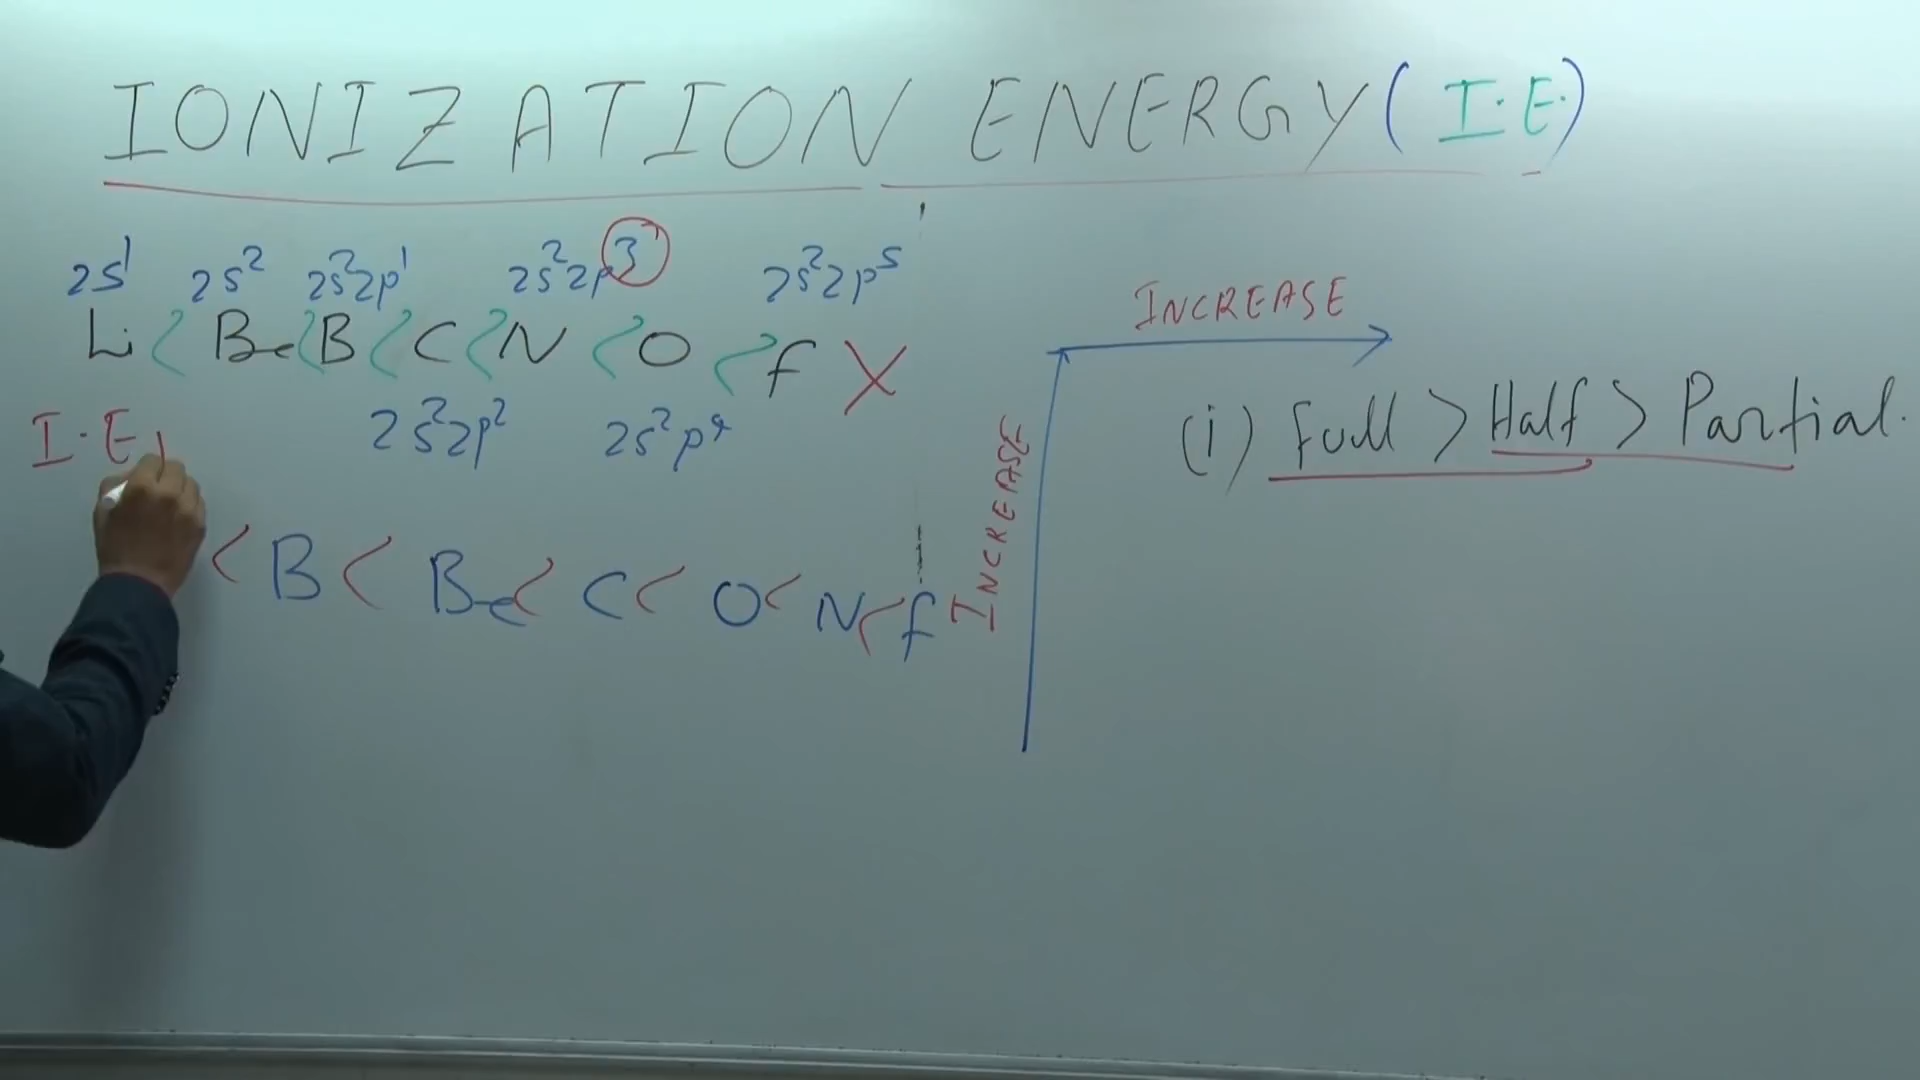 IONIZATION ENERGY (I.E.)
2s¹ 2s² 2s²2p¹ 2s²2p³ 2s²2p⁵
Li < Be < B < C < N < O < f X
I.E
2s²2p² 2s²p⁴
< B < Be < C < O < N < f
INCREASE
INCREASE
(i) full > Half > Partial.